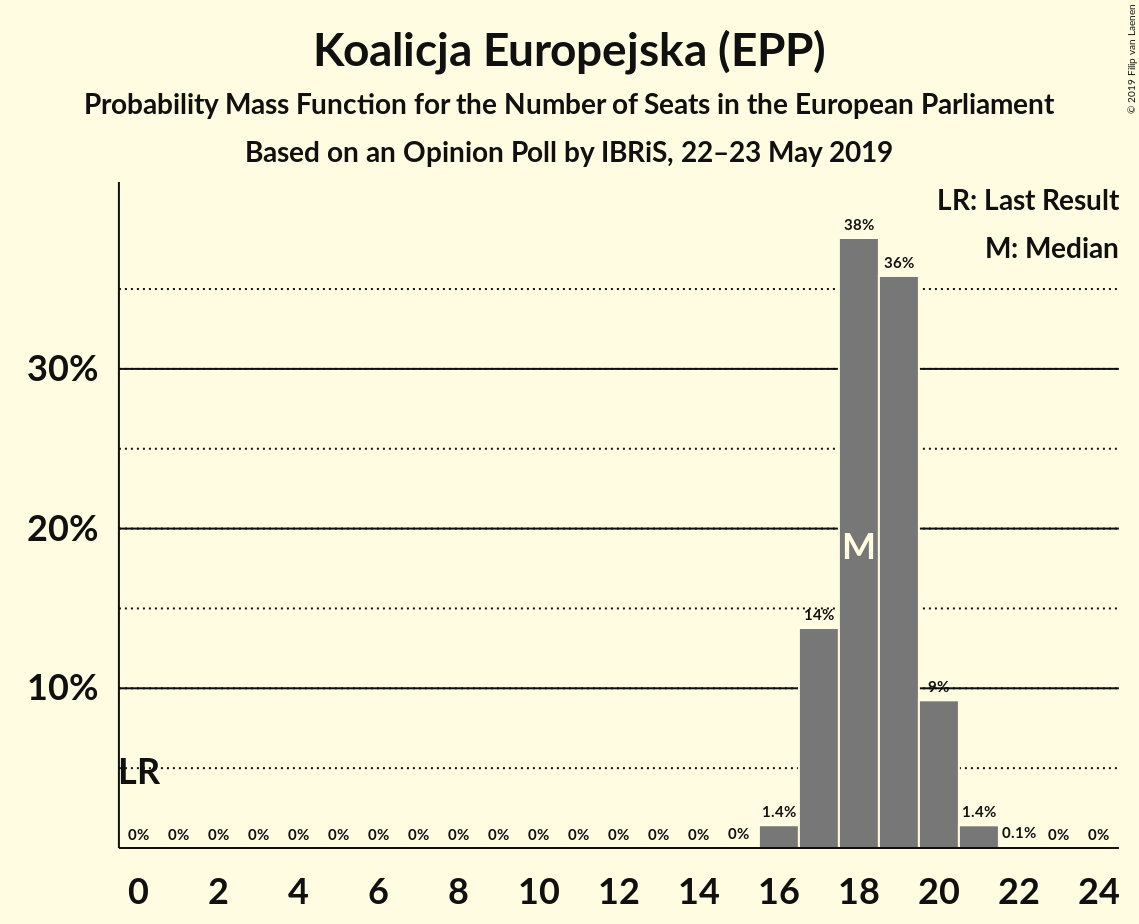 © 2019 Filip van Laenen
Koalicja Europejska (EPP)
Probability Mass Function for the Number of Seats in the European Parliament
Based on an Opinion Poll by IBRiS, 22–23 May 2019
LR: Last Result
M: Median
38%
36%
30%
20%
M
14%
10%
9%
LR
1.4% 1.4%
0% 0% 0% 0% 0% 0% 0% 0% 0% 0% 0% 0% 0% 0% 0% 0% 0.1% 0% 0%
0 2 4 6 8 10 12 14 16 18 20 22 24